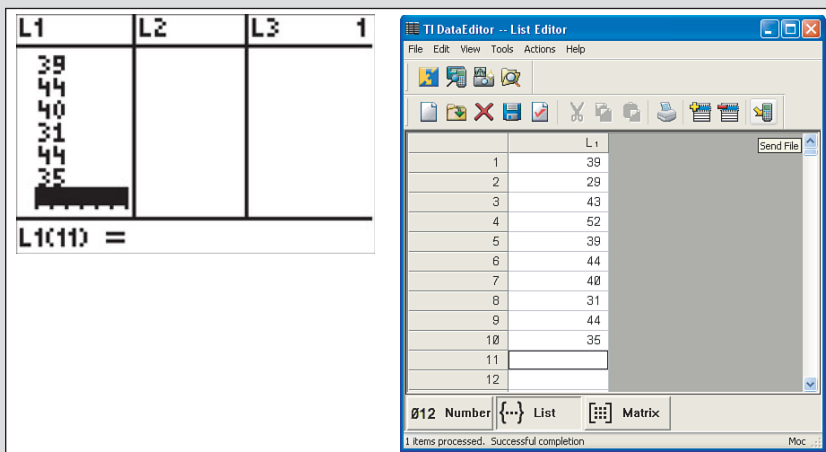 L1 L2 L3 1
39
44
40
31
44
35
L1(11) =
TI DataEditor -- List Editor
File Edit View Tools Actions Help
L1
Send File
1 39
2 29
3 43
4 52
5 39
6 44
7 40
8 31
9 44
10 35
11
12
012 Number {...} List [:::] Matrix
1 items processed. Successful completion Moc